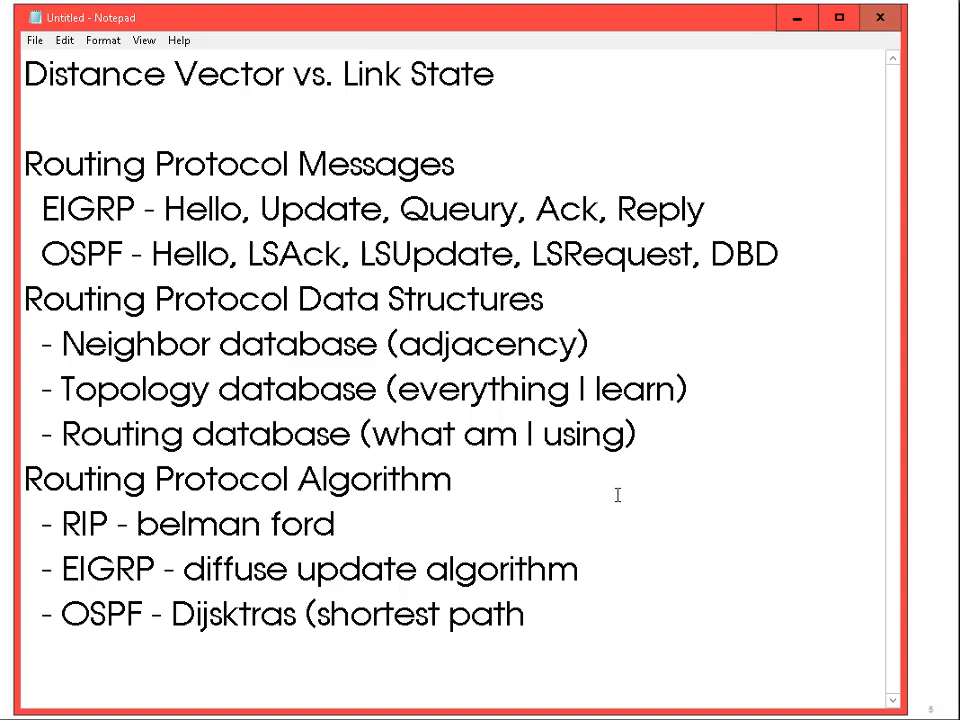 Untitled - Notepad
File Edit Format View Help
Distance Vector vs. Link State
Routing Protocol Messages
EIGRP - Hello, Update, Queury, Ack, Reply
OSPF - Hello, LSAck, LSUpdate, LSRequest, DBD
Routing Protocol Data Structures
- Neighbor database (adjacency)
- Topology database (everything I learn)
- Routing database (what am I using)
Routing Protocol Algorithm
- RIP - belman ford
- EIGRP - diffuse update algorithm
- OSPF - Dijsktras (shortest path